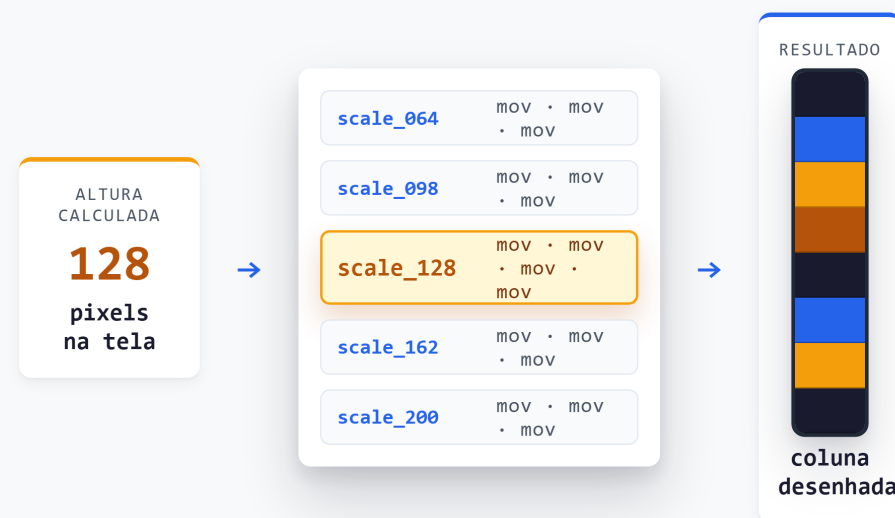 ALTURA
CALCULADA
128
pixels
na tela
→
scale_064
mov · mov
· mov
scale_098
mov · mov
· mov
scale_128
mov · mov
· mov ·
mov
scale_162
mov · mov
· mov
scale_200
mov · mov
· mov
→
RESULTADO
coluna
desenhada